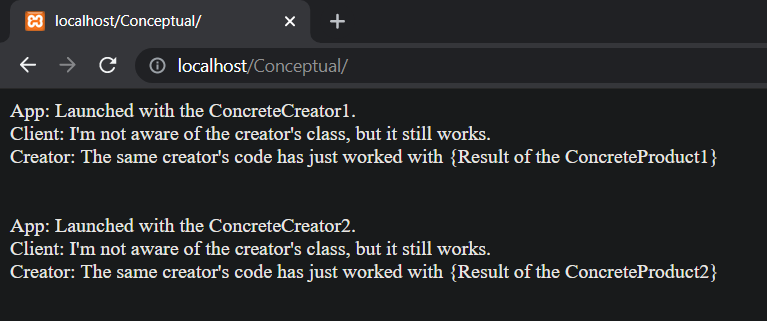 localhost/Conceptual/
localhost/Conceptual/
App: Launched with the ConcreteCreator1.
Client: I'm not aware of the creator's class, but it still works.
Creator: The same creator's code has just worked with {Result of the ConcreteProduct1}
App: Launched with the ConcreteCreator2.
Client: I'm not aware of the creator's class, but it still works.
Creator: The same creator's code has just worked with {Result of the ConcreteProduct2}